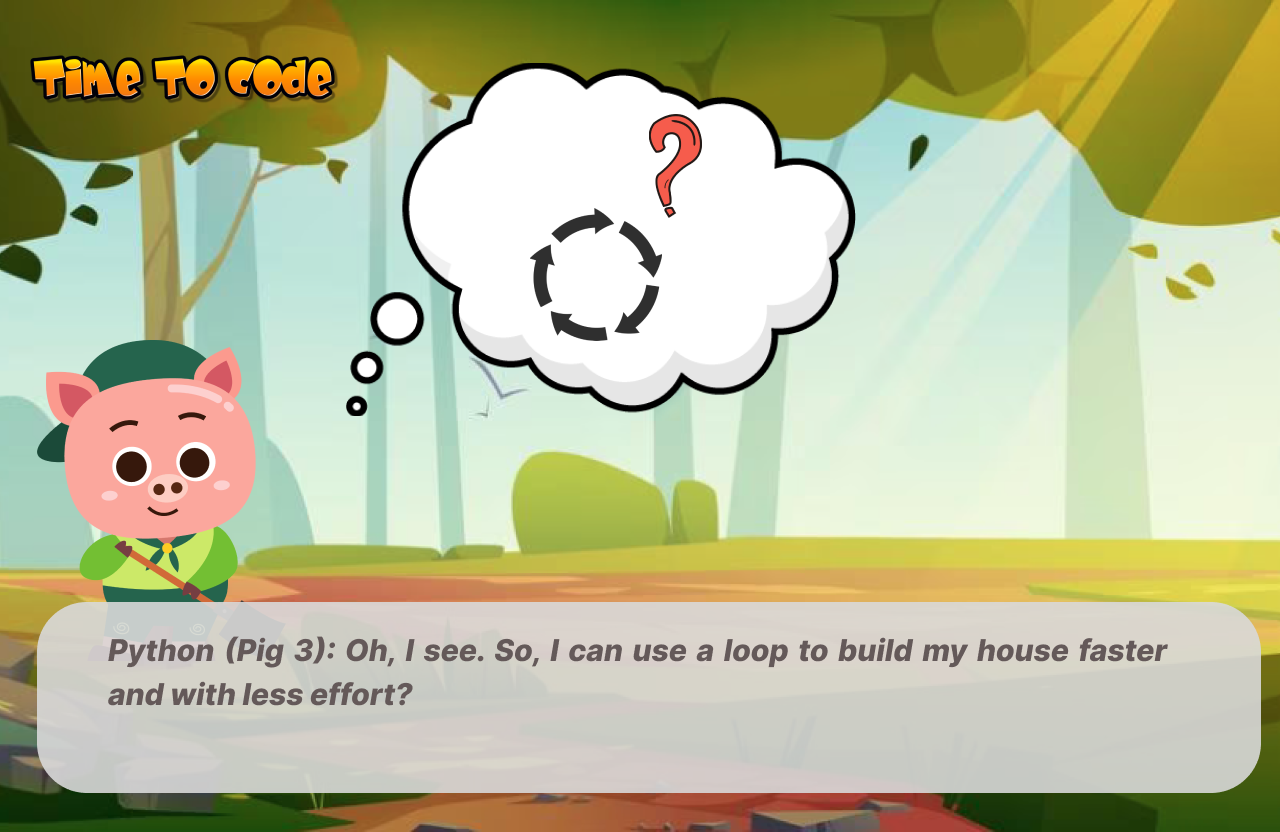 Time To Code
?
Python (Pig 3): Oh, I see. So, I can use a loop to build my house faster
and with less effort?